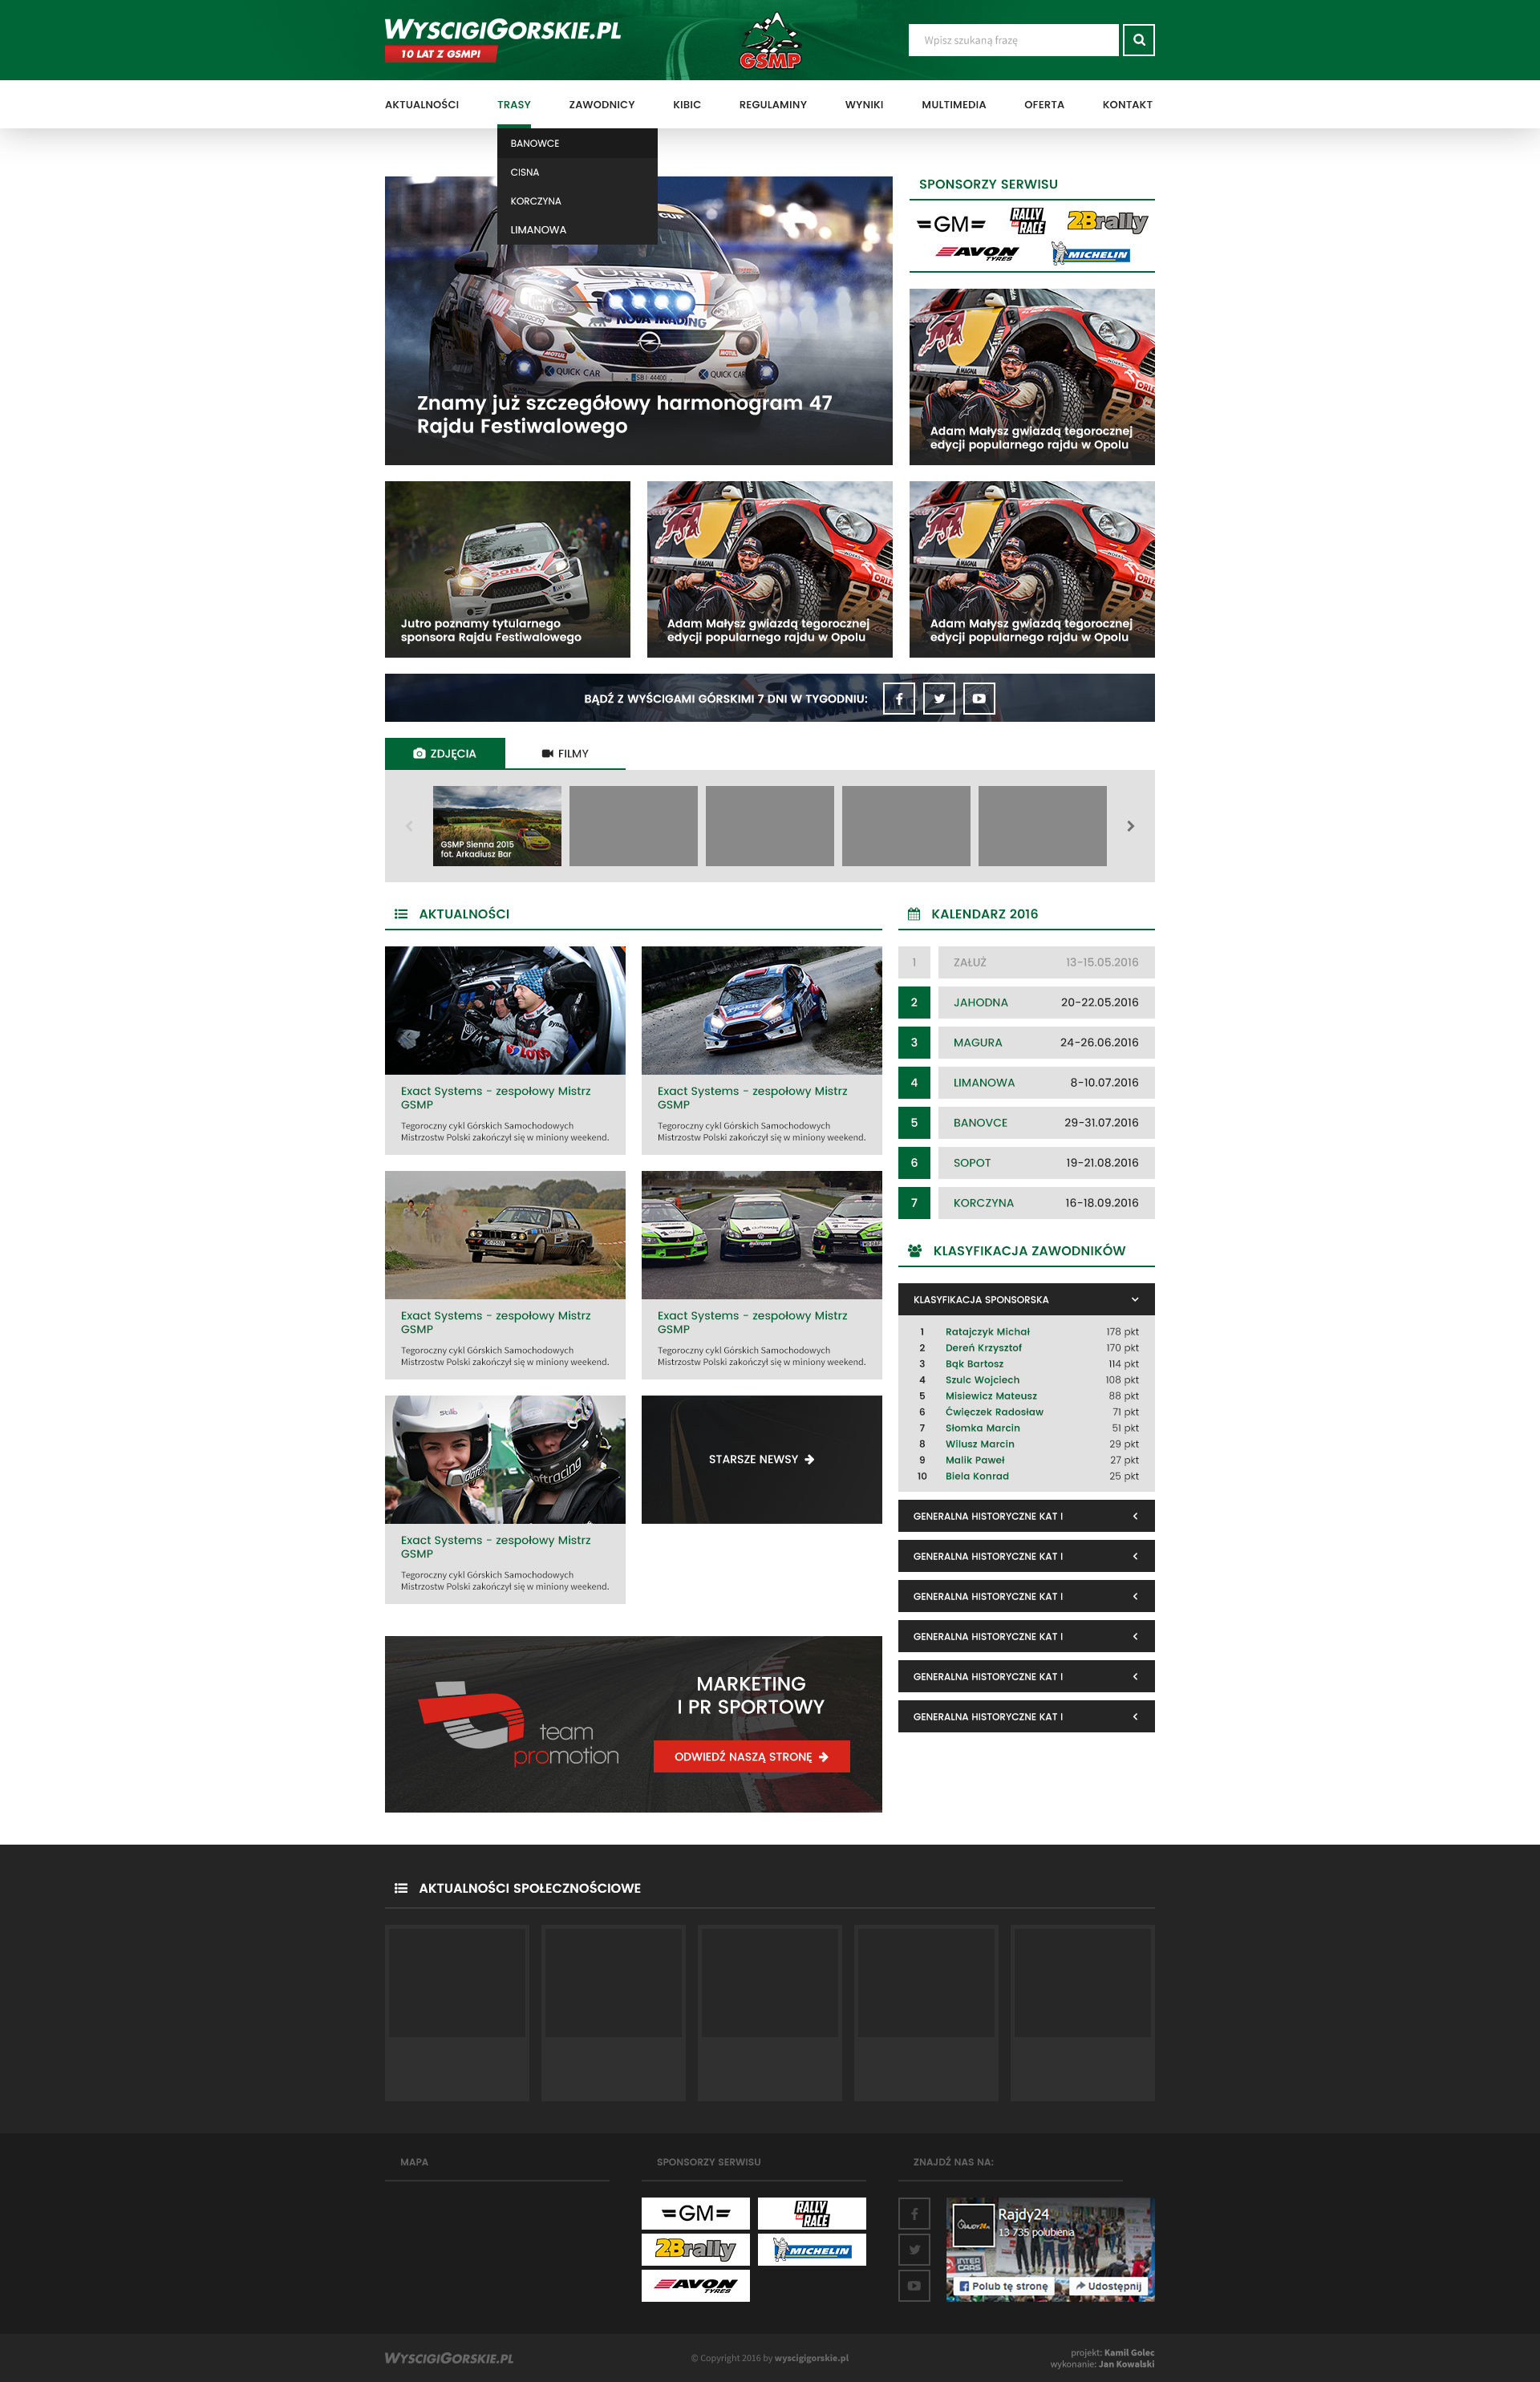 WYSCIGIGORSKIE.PL
10 LAT Z GSMP!
GSMP
Wpisz szukaną frazę
AKTUALNOŚCI
TRASY
ZAWODNICY
KIBIC
REGULAMINY
WYNIKI
MULTIMEDIA
OFERTA
KONTAKT
BANOWCE
CISNA
KORCZYNA
LIMANOWA
CUP
NOVA TRADING
MOTUL
MOTUL
QUICK CAR
SB 44400
QUICK CAR
Znamy już szczegółowy harmonogram 47
Rajdu Festiwalowego
SPONSORZY SERWISU
GM
RALLY
RACE
2Brally
AVON
TYRES
MICHELIN
Adam Małysz gwiazdą tegorocznej
edycji popularnego rajdu w Opolu
SONAX
Jutro poznamy tytularnego
sponsora Rajdu Festiwalowego
Adam Małysz gwiazdą tegorocznej
edycji popularnego rajdu w Opolu
Adam Małysz gwiazdą tegorocznej
edycji popularnego rajdu w Opolu
BĄDŹ Z WYŚCIGAMI GÓRSKIMI 7 DNI W TYGODNIU:
ZDJĘCIA
FILMY
GSMP Sienna 2015
fot. Arkadiusz Bar
AKTUALNOŚCI
Exact Systems - zespołowy Mistrz
GSMP
Tegoroczny cykl Górskich Samochodowych
Mistrzostw Polski zakończył się w miniony weekend.
Exact Systems - zespołowy Mistrz
GSMP
Tegoroczny cykl Górskich Samochodowych
Mistrzostw Polski zakończył się w miniony weekend.
Exact Systems - zespołowy Mistrz
GSMP
Tegoroczny cykl Górskich Samochodowych
Mistrzostw Polski zakończył się w miniony weekend.
Exact Systems - zespołowy Mistrz
GSMP
Tegoroczny cykl Górskich Samochodowych
Mistrzostw Polski zakończył się w miniony weekend.
Stilo
Exact Systems - zespołowy Mistrz
GSMP
Tegoroczny cykl Górskich Samochodowych
Mistrzostw Polski zakończył się w miniony weekend.
STARSZE NEWSY
KALENDARZ 2016
1 ZAŁUŻ 13-15.05.2016
2 JAHODNA 20-22.05.2016
3 MAGURA 24-26.06.2016
4 LIMANOWA 8-10.07.2016
5 BANOVCE 29-31.07.2016
6 SOPOT 19-21.08.2016
7 KORCZYNA 16-18.09.2016
KLASYFIKACJA ZAWODNIKÓW
KLASYFIKACJA SPONSORSKA
1 Ratajczyk Michał 178 pkt
2 Dereń Krzysztof 170 pkt
3 Bąk Bartosz 114 pkt
4 Szulc Wojciech 108 pkt
5 Misiewicz Mateusz 88 pkt
6 Ćwięczek Radosław 71 pkt
7 Słomka Marcin 51 pkt
8 Wilusz Marcin 29 pkt
9 Malik Paweł 27 pkt
10 Biela Konrad 25 pkt
GENERALNA HISTORYCZNE KAT I
GENERALNA HISTORYCZNE KAT I
GENERALNA HISTORYCZNE KAT I
GENERALNA HISTORYCZNE KAT I
GENERALNA HISTORYCZNE KAT I
GENERALNA HISTORYCZNE KAT I
team
promotion
MARKETING
I PR SPORTOWY
ODWIEDŹ NASZĄ STRONĘ
AKTUALNOŚCI SPOŁECZNOŚCIOWE
MAPA
SPONSORZY SERWISU
GM
RALLY
RACE
2Brally
MICHELIN
AVON
TYRES
ZNAJDŹ NAS NA:
Rajdy24
13 735 polubienia
INTER
CARS
Polub tę stronę
Udostępnij
WYSCIGIGORSKIE.PL
© Copyright 2016 by wyscigigorskie.pl
projekt: Kamil Golec
wykonanie: Jan Kowalski